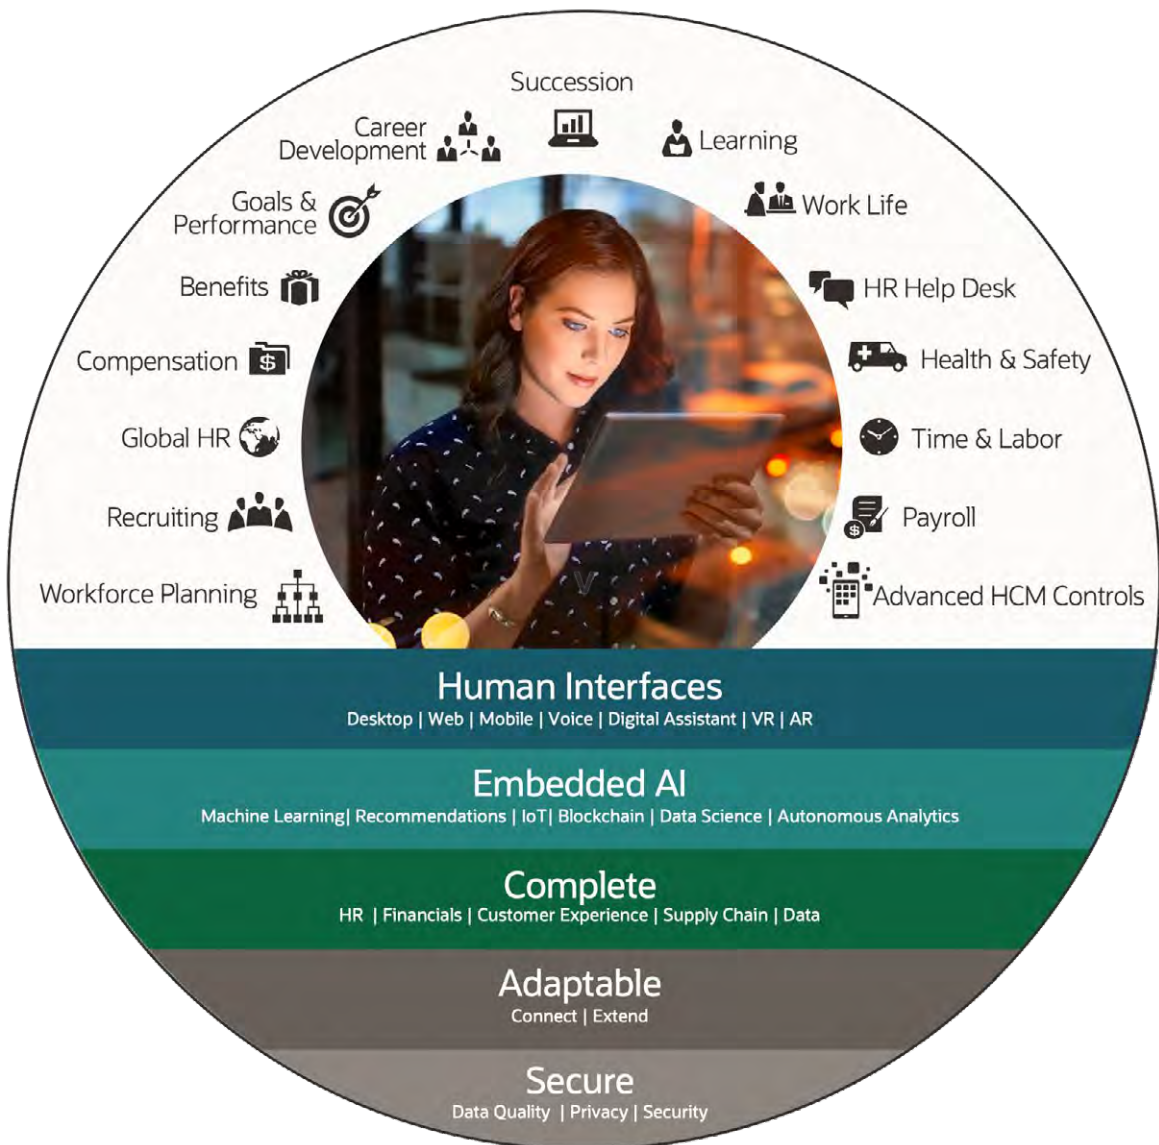 Succession
Career
Development
Learning
Goals &
Performance
Work Life
Benefits
HR Help Desk
Compensation
$
Health & Safety
Global HR
Time & Labor
Recruiting
Payroll
$
Workforce Planning
Advanced HCM Controls
Human Interfaces
Desktop | Web | Mobile | Voice | Digital Assistant | VR | AR
Embedded AI
Machine Learning| Recommendations | IoT| Blockchain | Data Science | Autonomous Analytics
Complete
HR | Financials | Customer Experience | Supply Chain | Data
Adaptable
Connect | Extend
Secure
Data Quality | Privacy | Security